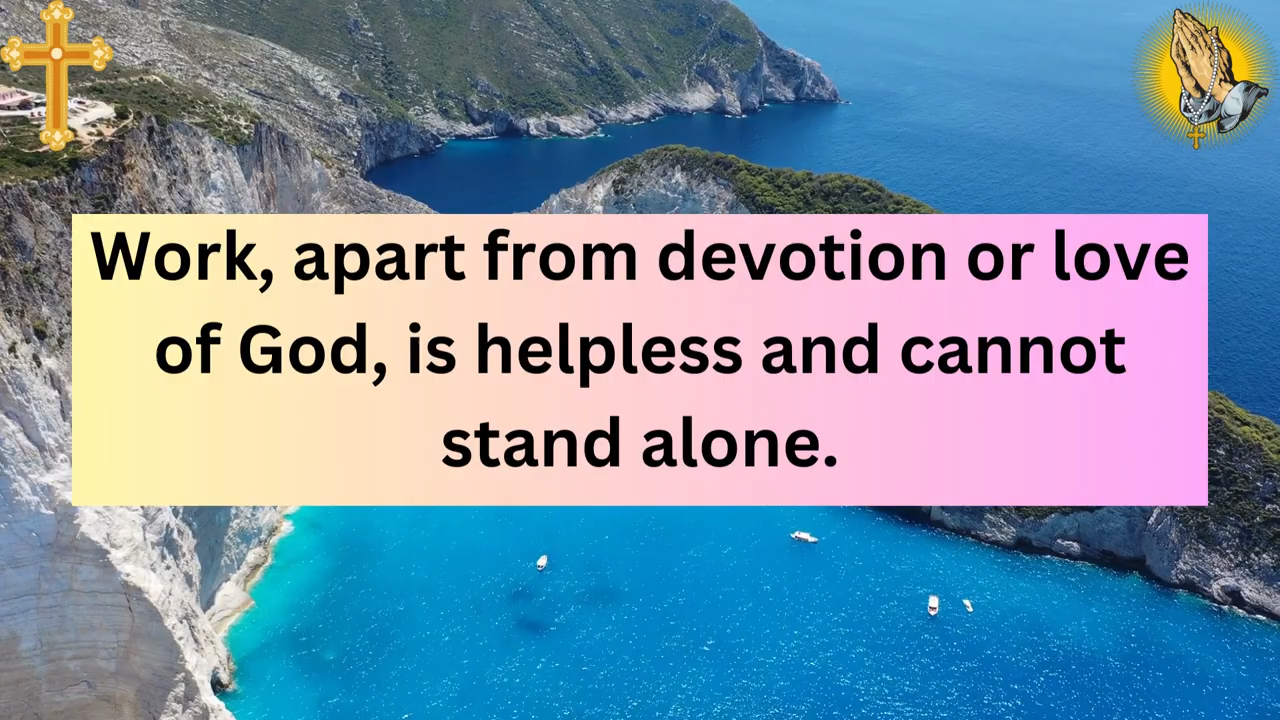 Work, apart from devotion or love
of God, is helpless and cannot
stand alone.